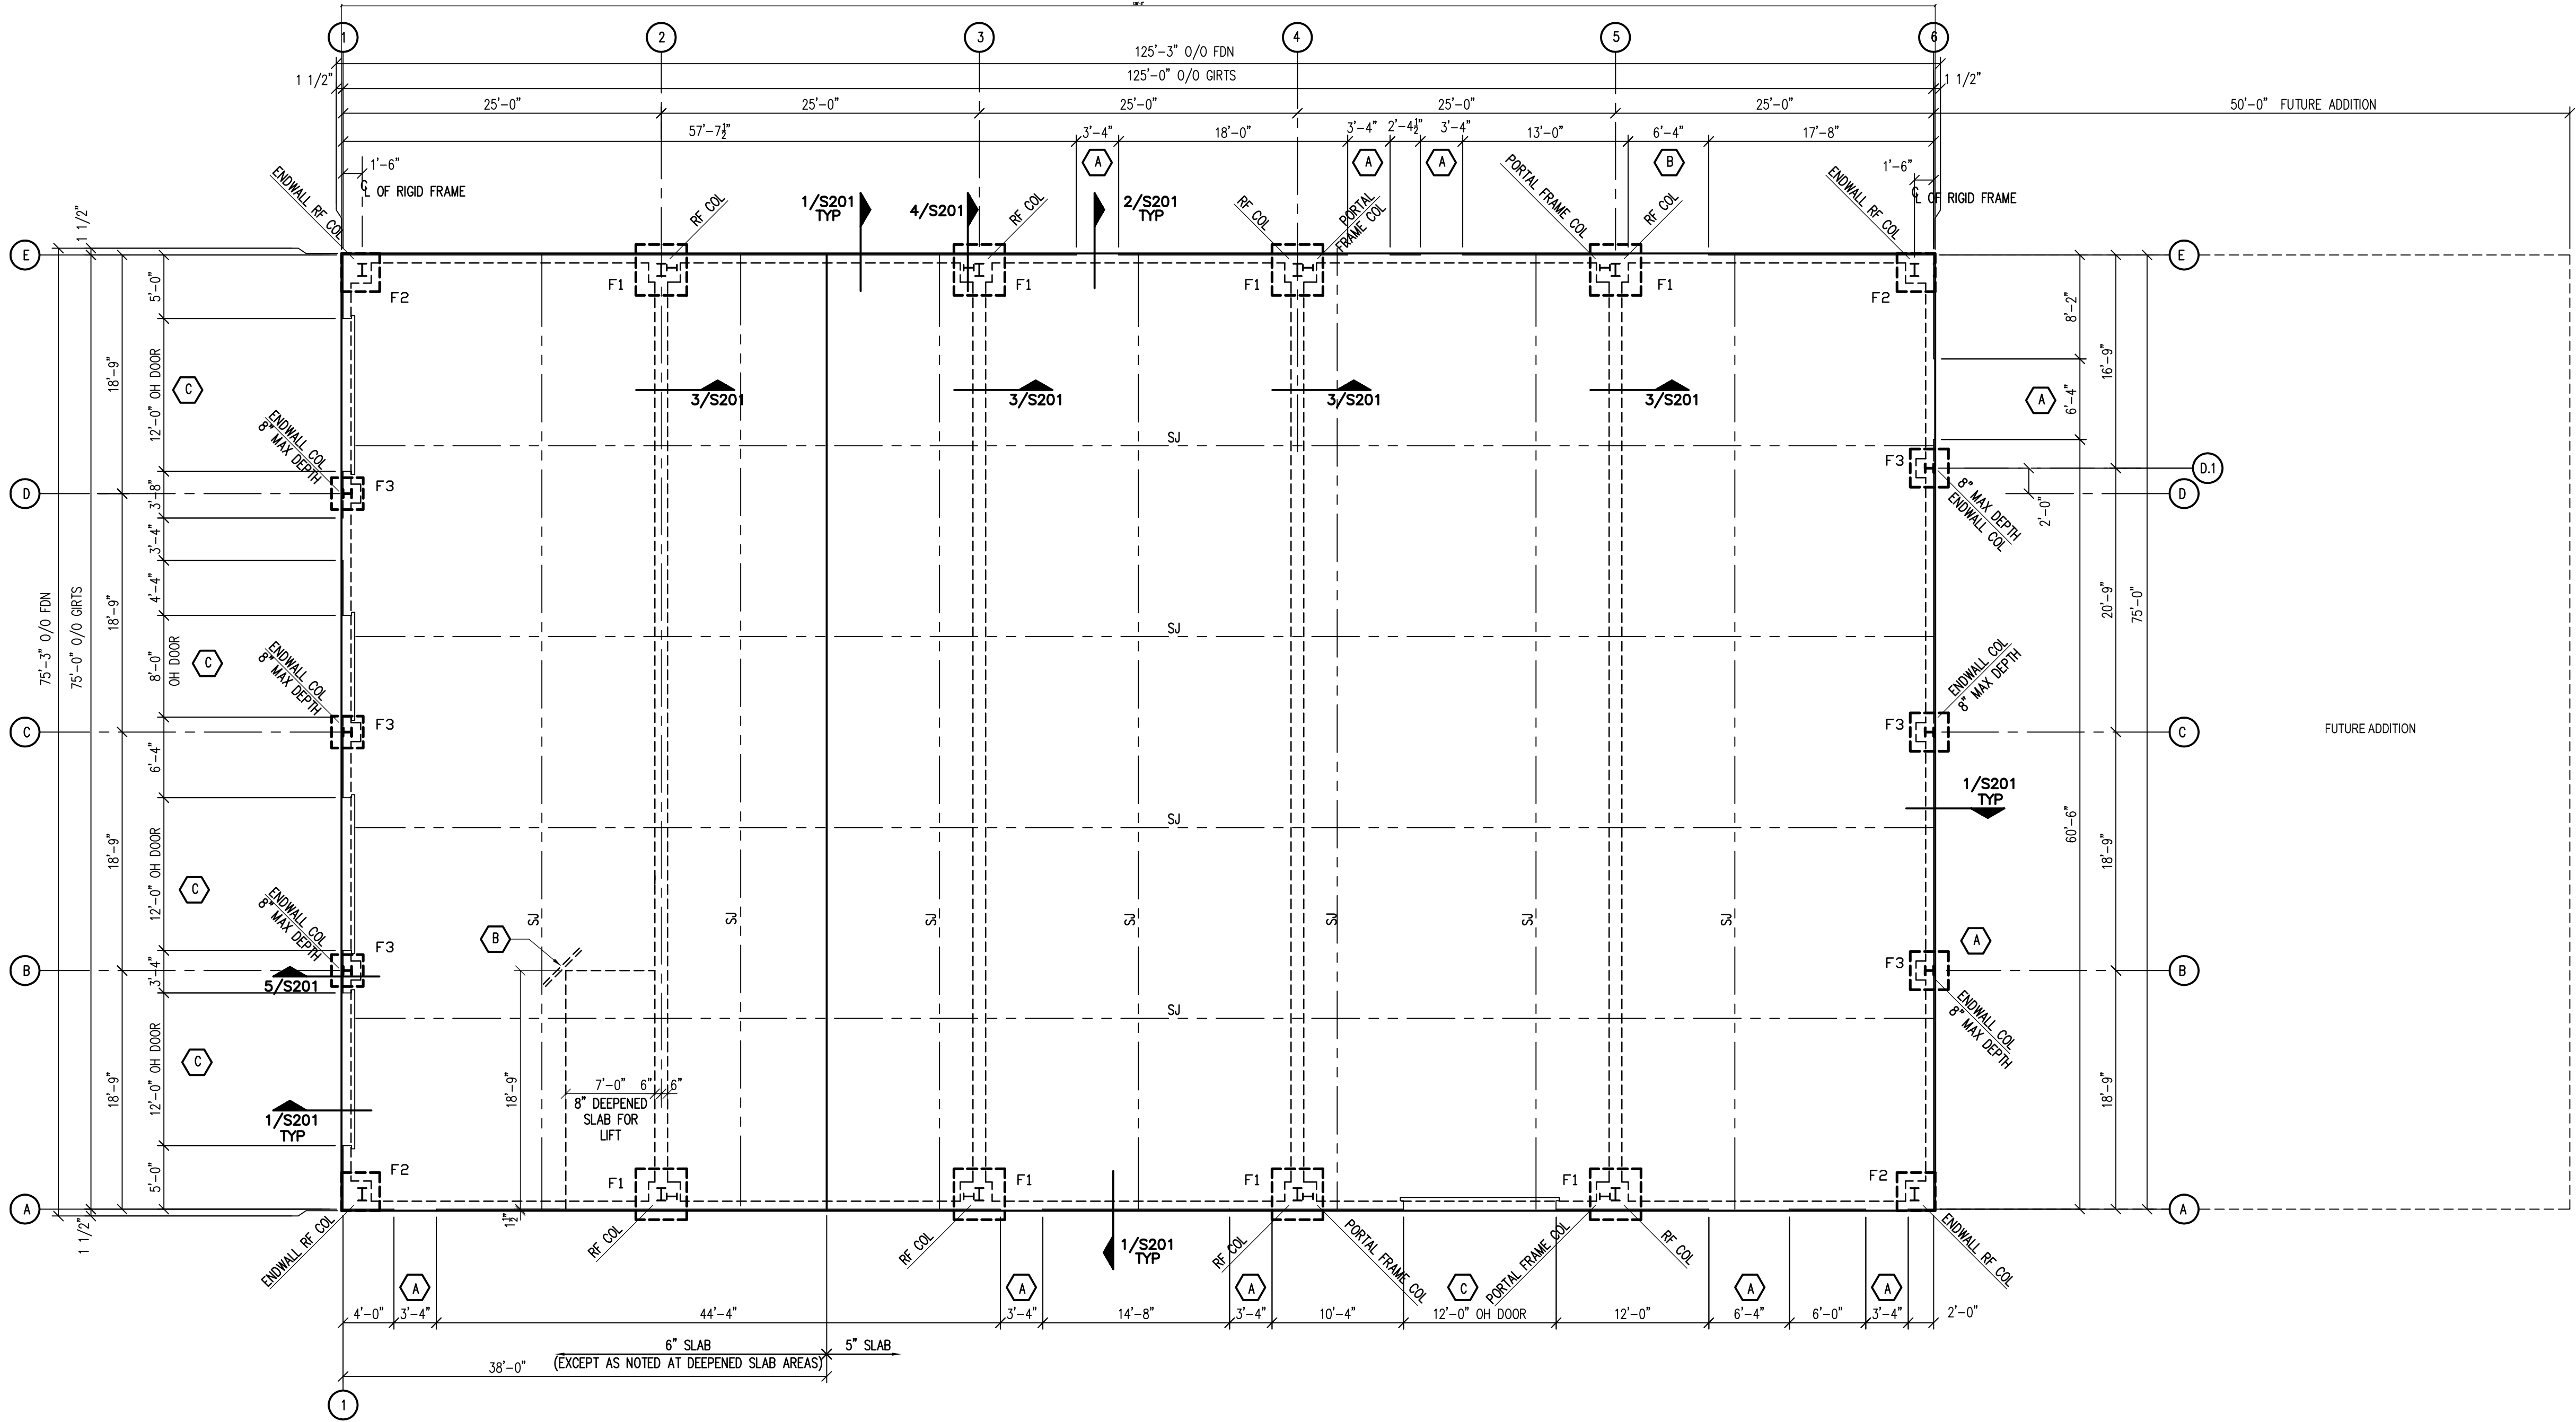 1
2
3
4
5
6
125'-3" O/O FDN
1 1/2"
125'-0" O/O GIRTS
1 1/2"
25'-0"
25'-0"
25'-0"
25'-0"
25'-0"
50'-0" FUTURE ADDITION
57'-7½"
3'-4"
18'-0"
3'-4"
2'-4½"
3'-4"
13'-0"
6'-4"
17'-8"
A
A
A
B
1'-6"
℄ OF RIGID FRAME
1'-6"
℄ OF RIGID FRAME
ENDWALL RF COL
RF COL
1/S201
TYP
4/S201
RF COL
2/S201
TYP
RF COL
PORTAL
FRAME COL
PORTAL FRAME COL
RF COL
ENDWALL RF COL
1 1/2"
E
E
F2
F1
F1
F1
F1
F2
5'-0"
8'-2"
18'-9"
12'-0" OH DOOR
C
3/S201
3/S201
3/S201
3/S201
16'-9"
6'-4"
A
SJ
ENDWALL COL
8" MAX DEPTH
F3
F3
D
D.1
D
8" MAX DEPTH
ENDWALL COL
2'-0"
3'-8"
3'-4"
4'-4"
75'-3" O/O FDN
75'-0" O/O GIRTS
18'-9"
20'-9"
75'-0"
8'-0"
OH DOOR
C
SJ
ENDWALL COL
8" MAX DEPTH
ENDWALL COL
8" MAX DEPTH
C
F3
F3
C
FUTURE ADDITION
6'-4"
1/S201
TYP
SJ
18'-9"
12'-0" OH DOOR
C
60'-6"
18'-9"
ENDWALL COL
8" MAX DEPTH
F3
B
SJ
SJ
SJ
SJ
SJ
SJ
SJ
A
F3
B
B
3'-4"
5/S201
SJ
ENDWALL COL
8" MAX DEPTH
12'-0" OH DOOR
C
18'-9"
18'-9"
7'-0"
6"
6"
8" DEEPENED
SLAB FOR
LIFT
18'-9"
1/S201
TYP
5'-0"
F2
F1
F1
F1
F1
F2
A
A
1½"
1 1/2"
ENDWALL RF COL
RF COL
RF COL
1/S201
TYP
RF COL
PORTAL FRAME COL
PORTAL FRAME COL
RF COL
ENDWALL RF COL
A
A
A
C
A
A
4'-0"
3'-4"
44'-4"
3'-4"
14'-8"
3'-4"
10'-4"
12'-0" OH DOOR
12'-0"
6'-4"
6'-0"
3'-4"
2'-0"
6" SLAB
5" SLAB
(EXCEPT AS NOTED AT DEEPENED SLAB AREAS)
38'-0"
1